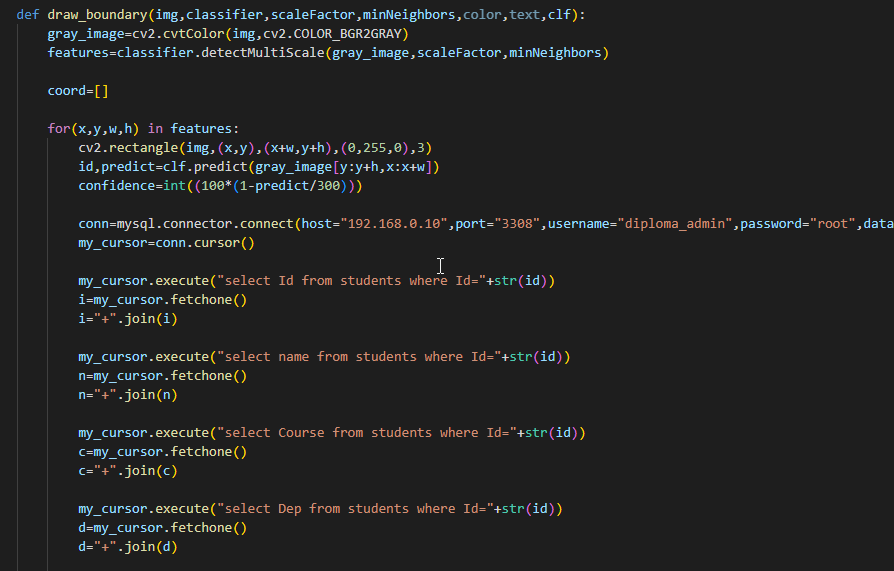 def draw_boundary(img,classifier,scaleFactor,minNeighbors,color,text,clf):
gray_image=cv2.cvtColor(img,cv2.COLOR_BGR2GRAY)
features=classifier.detectMultiScale(gray_image,scaleFactor,minNeighbors)
coord=[]
for(x,y,w,h) in features:
cv2.rectangle(img,(x,y),(x+w,y+h),(0,255,0),3)
id,predict=clf.predict(gray_image[y:y+h,x:x+w])
confidence=int((100*(1-predict/300)))
conn=mysql.connector.connect(host="192.168.0.10",port="3308",username="diploma_admin",password="root",data
my_cursor=conn.cursor()
my_cursor.execute("select Id from students where Id="+str(id))
i=my_cursor.fetchone()
i="+".join(i)
my_cursor.execute("select name from students where Id="+str(id))
n=my_cursor.fetchone()
n="+".join(n)
my_cursor.execute("select Course from students where Id="+str(id))
c=my_cursor.fetchone()
c="+".join(c)
my_cursor.execute("select Dep from students where Id="+str(id))
d=my_cursor.fetchone()
d="+".join(d)